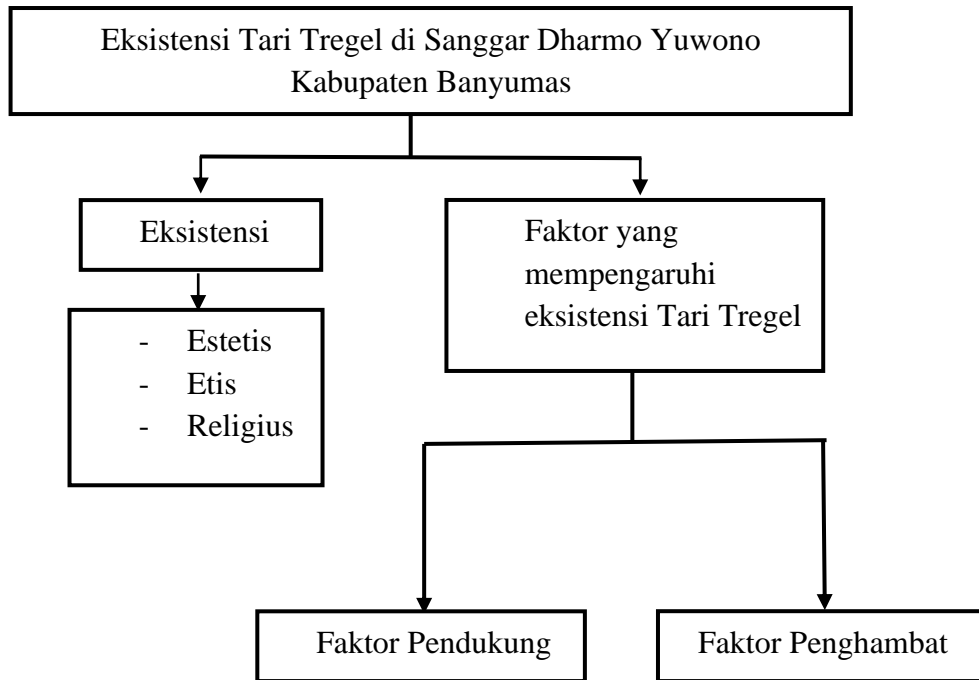 Eksistensi Tari Tregel di Sanggar Dharmo Yuwono
Kabupaten Banyumas
Eksistensi
- Estetis
- Etis
- Religius
Faktor yang
mempengaruhi
eksistensi Tari Tregel
Faktor Pendukung
Faktor Penghambat